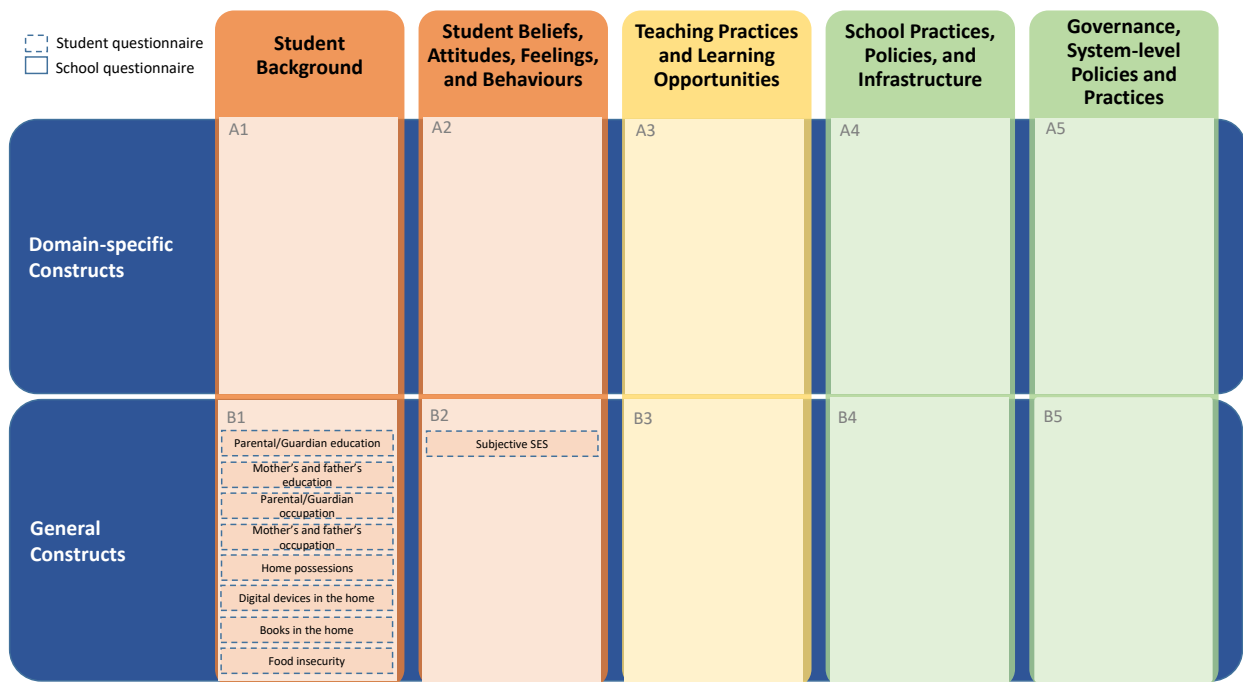 Student questionnaire
School questionnaire
Student
Background
Student Beliefs,
Attitudes, Feelings,
and Behaviours
Teaching Practices
and Learning
Opportunities
School Practices,
Policies, and
Infrastructure
Governance,
System-level
Policies and
Practices
Domain-specific
Constructs
A1
A2
A3
A4
A5
General
Constructs
B1
Parental/Guardian education
Mother's and father's
education
Parental/Guardian
occupation
Mother's and father's
occupation
Home possessions
Digital devices in the home
Books in the home
Food insecurity
B2
Subjective SES
B3
B4
B5